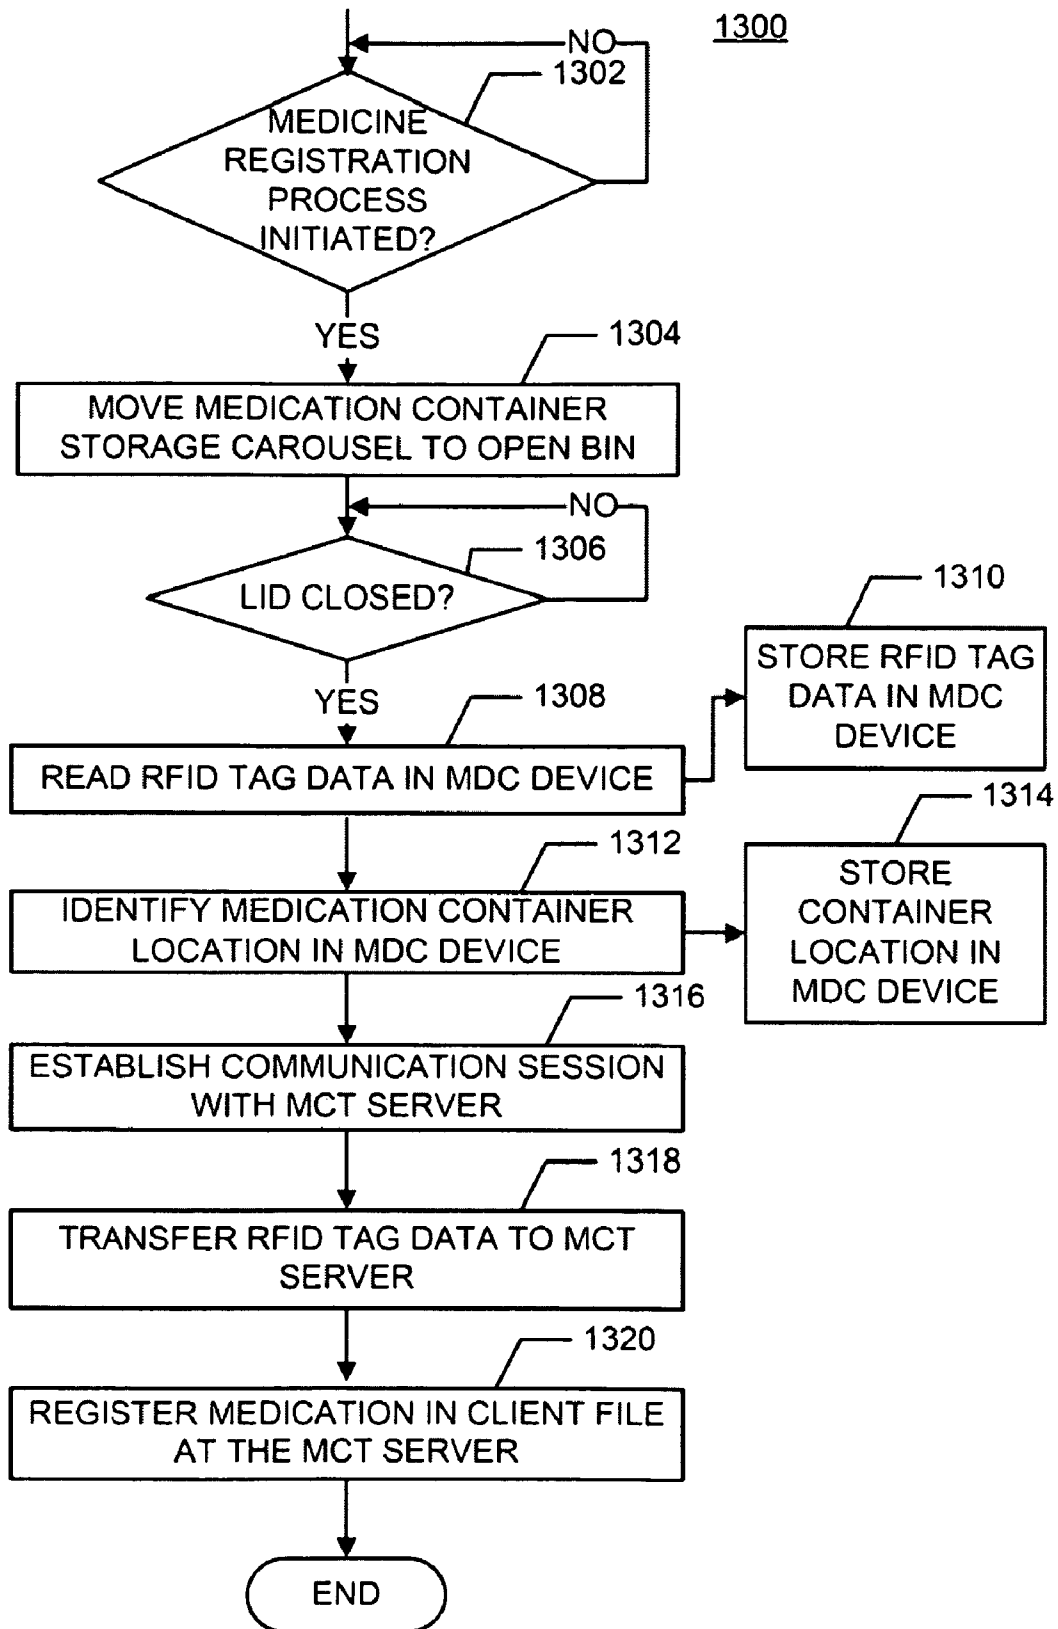 1300
NO
1302
MEDICINE
REGISTRATION
PROCESS
INITIATED?
YES
1304
MOVE MEDICATION CONTAINER
STORAGE CAROUSEL TO OPEN BIN
NO
1306
LID CLOSED?
YES
1308
READ RFID TAG DATA IN MDC DEVICE
1310
STORE RFID TAG
DATA IN MDC
DEVICE
1312
IDENTIFY MEDICATION CONTAINER
LOCATION IN MDC DEVICE
1314
STORE
CONTAINER
LOCATION IN
MDC DEVICE
1316
ESTABLISH COMMUNICATION SESSION
WITH MCT SERVER
1318
TRANSFER RFID TAG DATA TO MCT
SERVER
1320
REGISTER MEDICATION IN CLIENT FILE
AT THE MCT SERVER
END